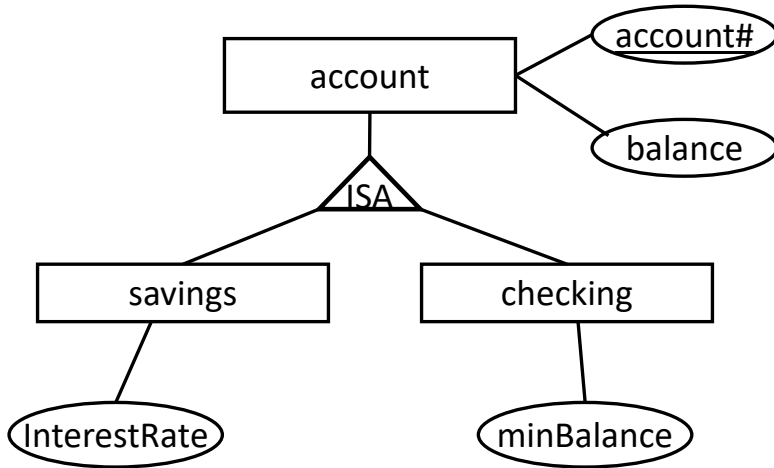 account#
account
balance
ISA
savings
checking
InterestRate
minBalance